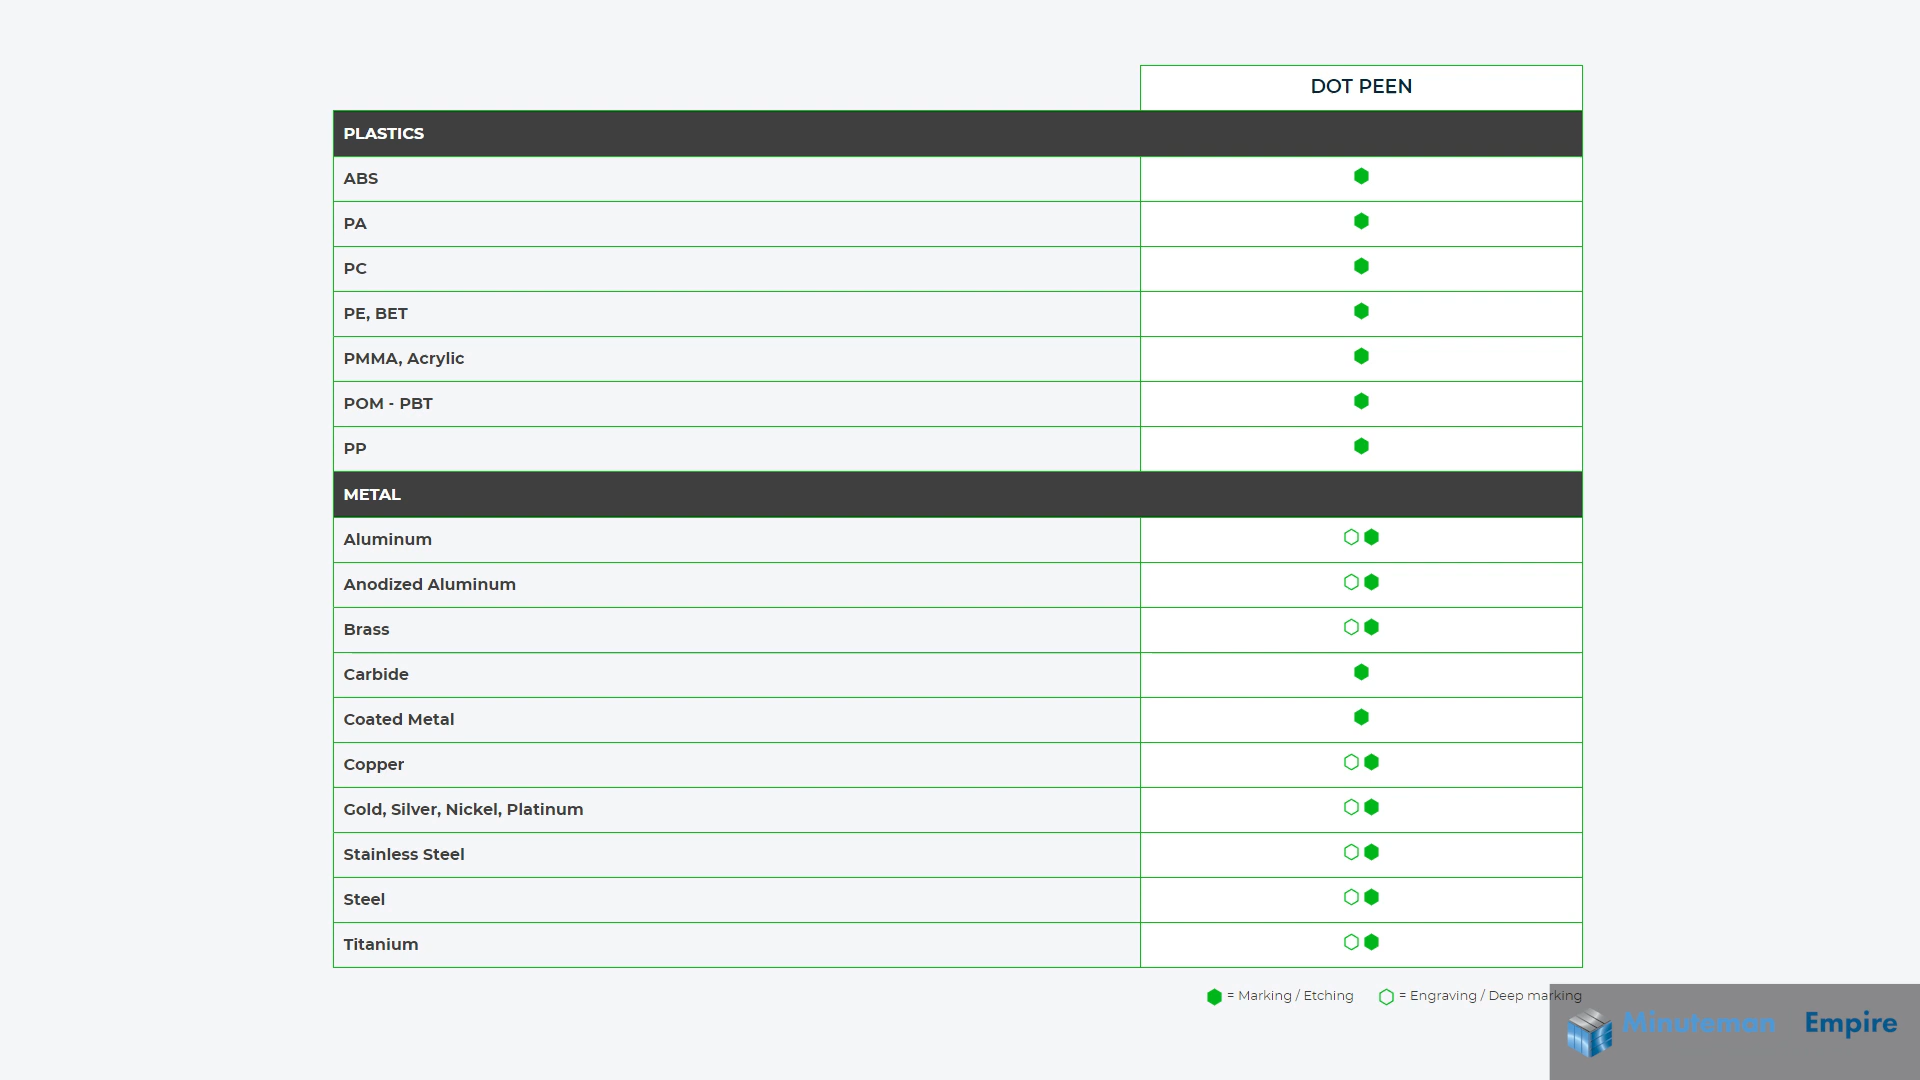 DOT PEEN
PLASTICS
ABS
PA
PC
PE, BET
PMMA, Acrylic
POM - PBT
PP
METAL
Aluminum
Anodized Aluminum
Brass
Carbide
Coated Metal
Copper
Gold, Silver, Nickel, Platinum
Stainless Steel
Steel
Titanium
= Marking / Etching = Engraving / Deep marking
Minuteman Empire